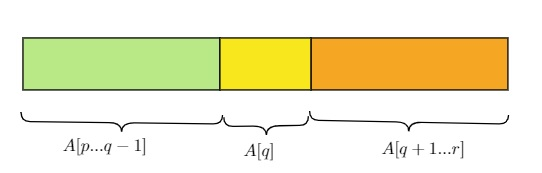 A[p...q − 1]
A[q]
A[q + 1...r]